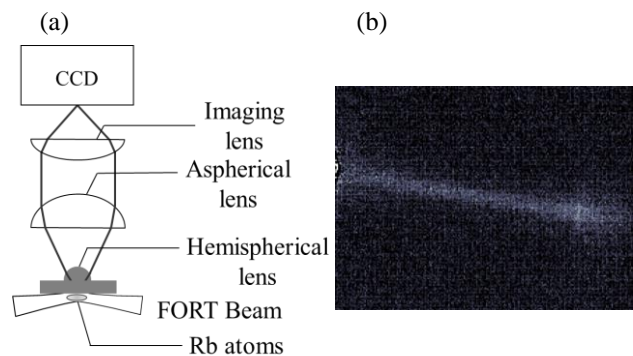 (a)
(b)
CCD
Imaging
lens
Aspherical
lens
Hemispherical
lens
FORT Beam
Rb atoms